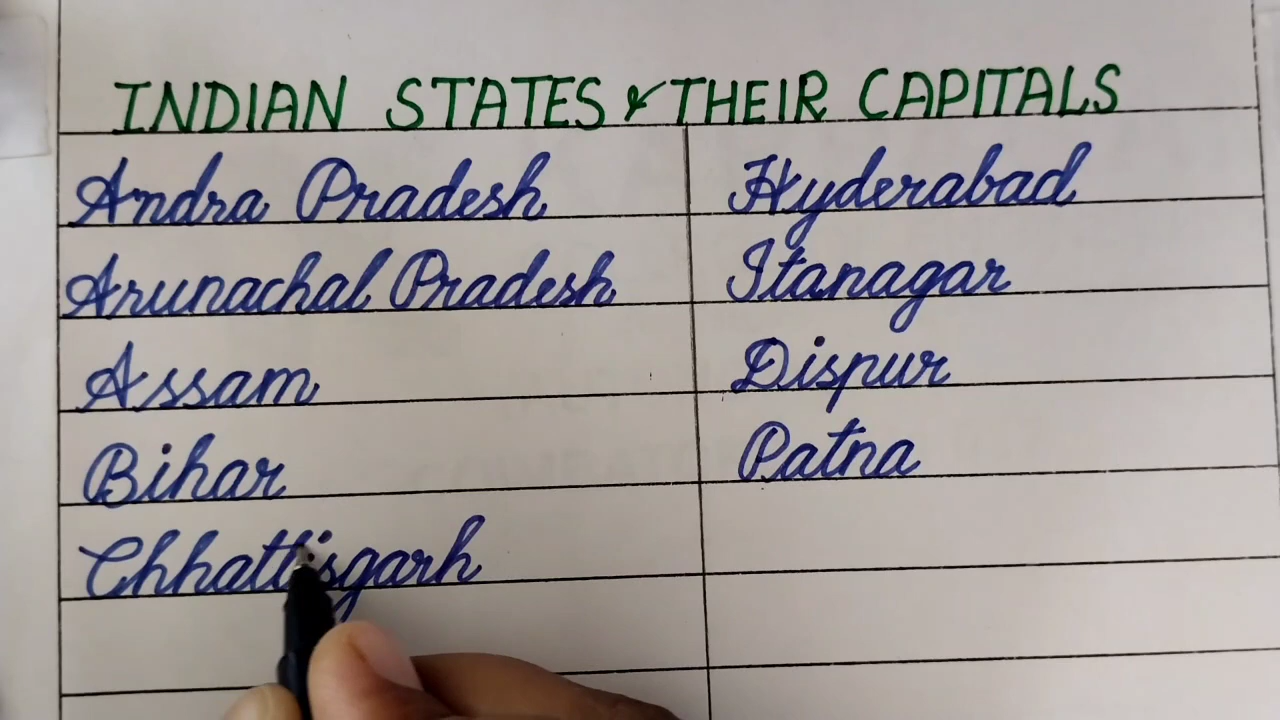 INDIAN STATES & THEIR CAPITALS
Andra Pradesh Hyderabad
Arunachal Pradesh Itanagar
Assam Dispur
Bihar Patna
Chhattisgarh